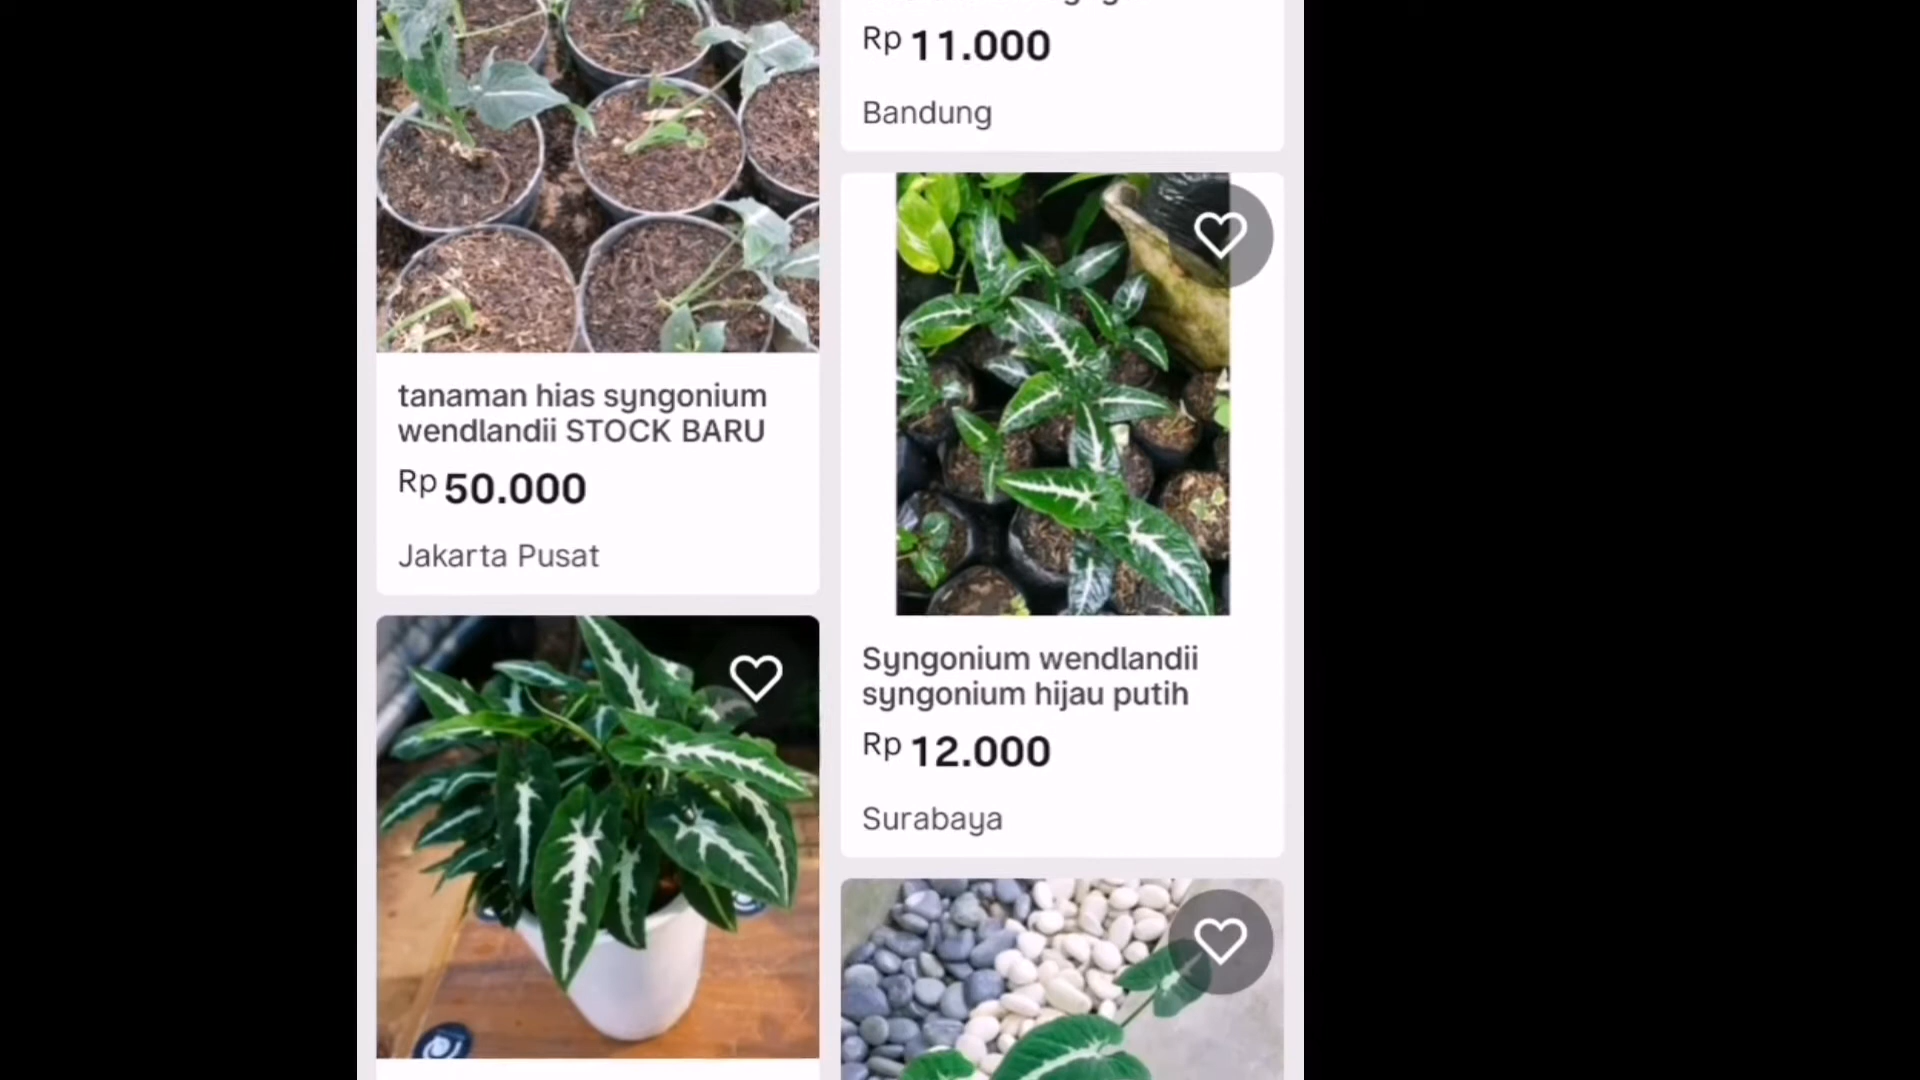 tanaman hias syngonium
wendlandii STOCK BARU
Rp 50.000
Jakarta Pusat
Rp 11.000
Bandung
Syngonium wendlandii
syngonium hijau putih
Rp 12.000
Surabaya